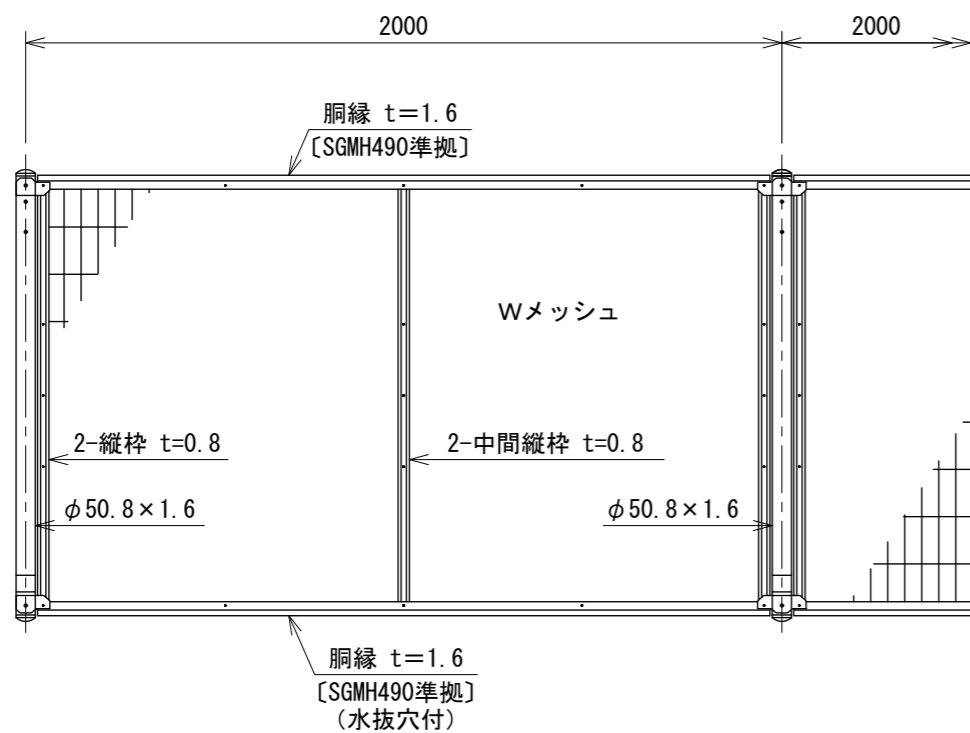 2000
2000
胴縁 t=1.6
〔SGMH490準拠〕
Wメッシュ
2-縦枠 t=0.8
2-中間縦枠 t=0.8
φ50.8×1.6
φ50.8×1.6
胴縁 t=1.6
〔SGMH490準拠〕
(水抜穴付)